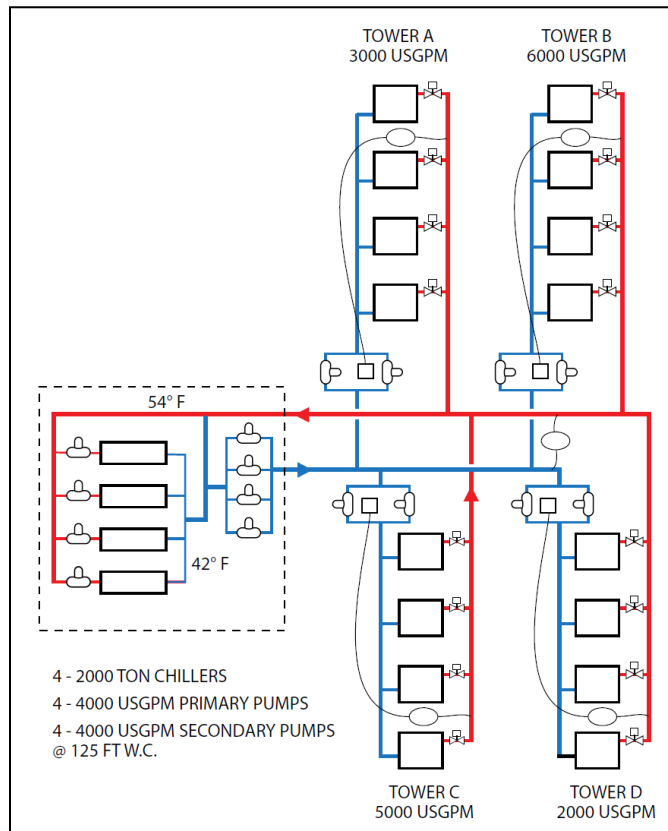 TOWER A
3000 USGPM
TOWER B
6000 USGPM
54° F
42° F
4 - 2000 TON CHILLERS
4 - 4000 USGPM PRIMARY PUMPS
4 - 4000 USGPM SECONDARY PUMPS
@ 125 FT W.C.
TOWER C
5000 USGPM
TOWER D
2000 USGPM